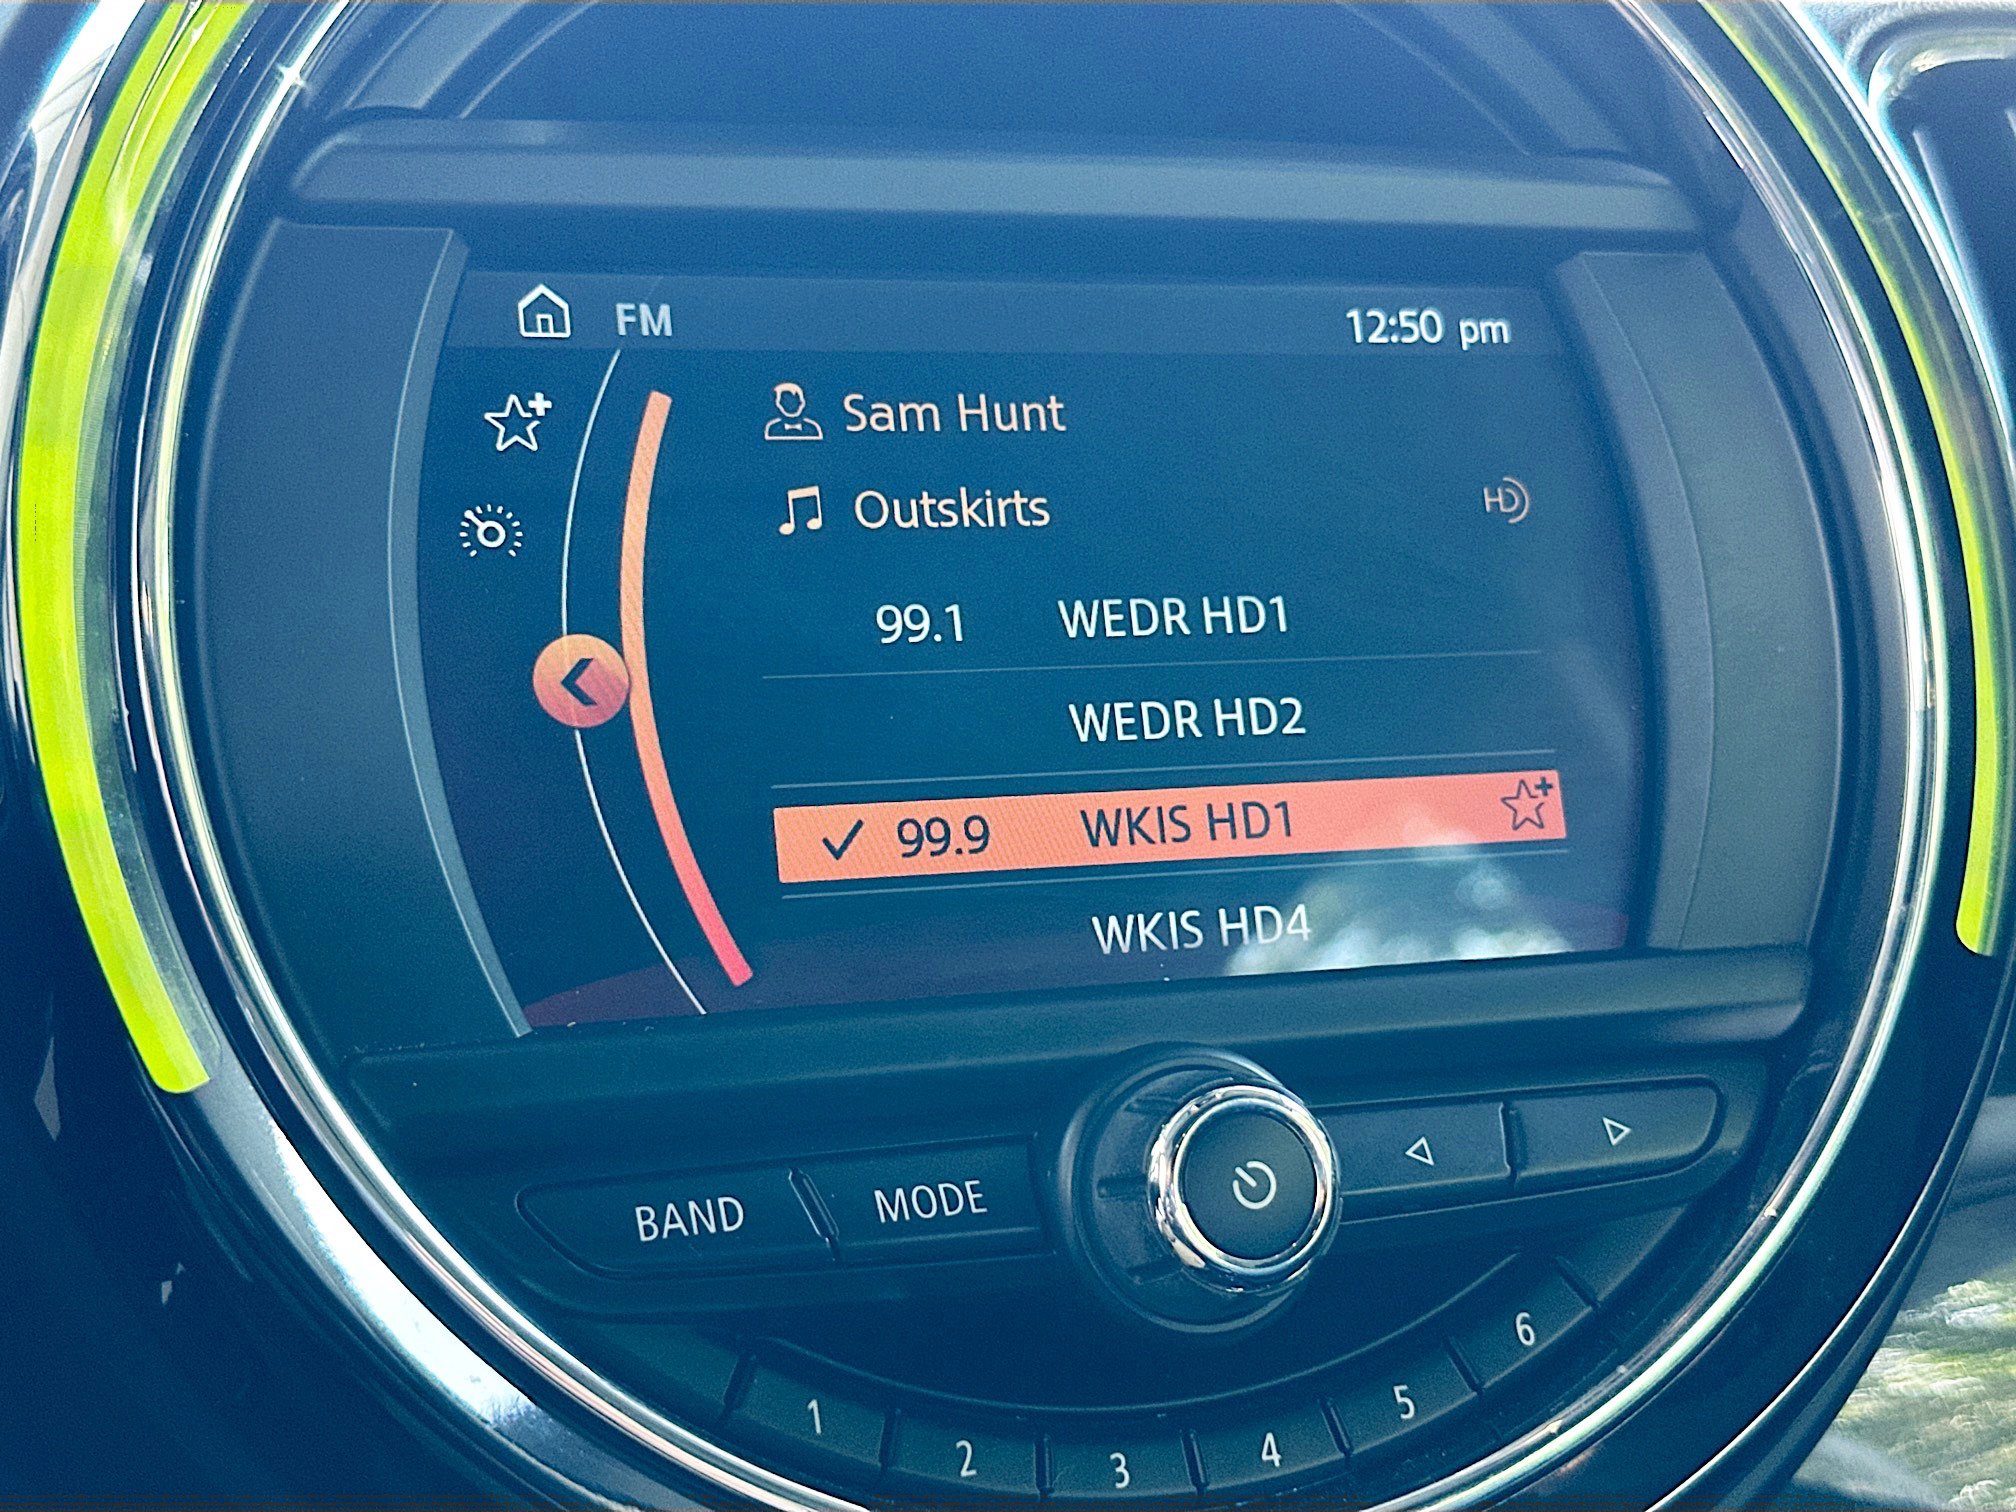 FM 12:50 pm
Sam Hunt
Outskirts HD
99.1 WEDR HD1
WEDR HD2
99.9 WKIS HD1
WKIS HD4
BAND MODE
1 2 3 4 5 6